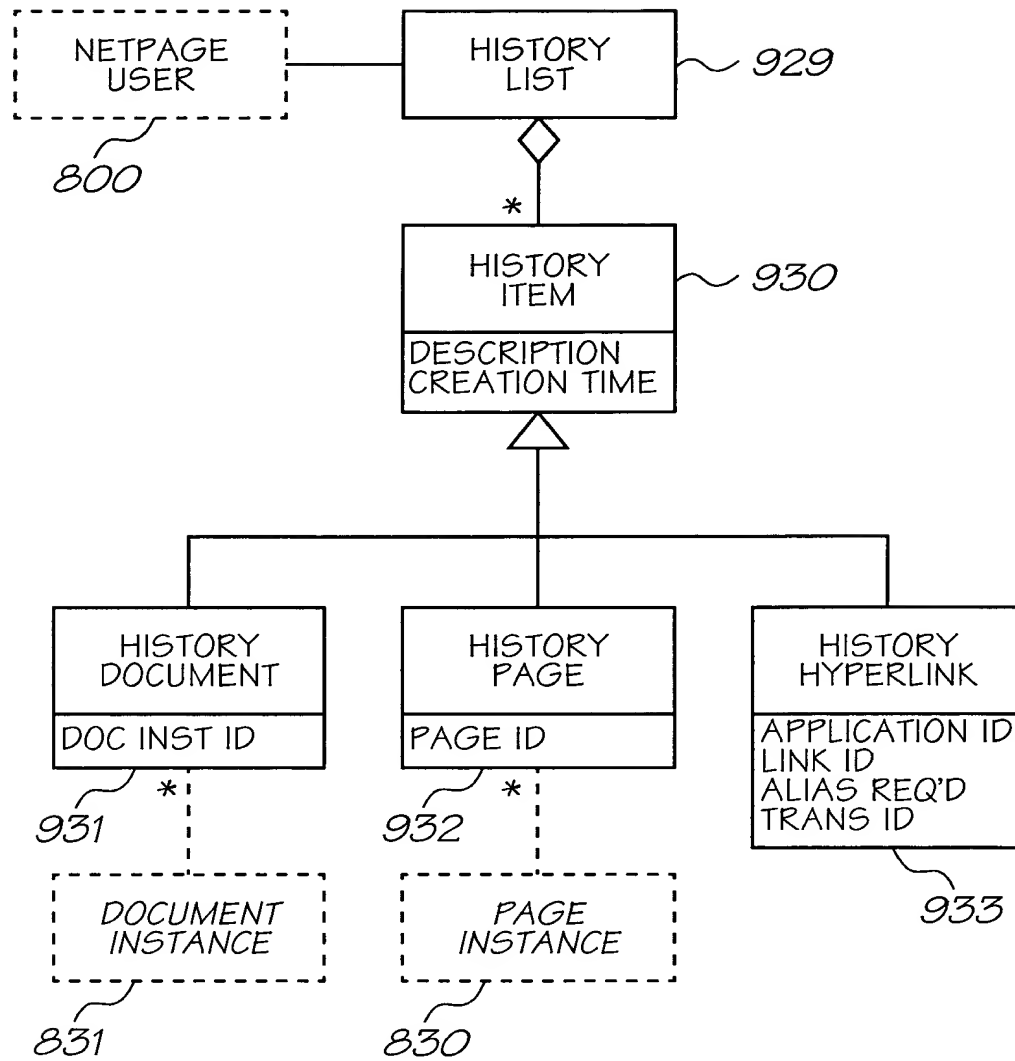 NETPAGE
USER
800
HISTORY
LIST
929
*
HISTORY
ITEM
930
DESCRIPTION
CREATION TIME
HISTORY
DOCUMENT
DOC INST ID
931
*
HISTORY
PAGE
PAGE ID
932
*
HISTORY
HYPERLINK
APPLICATION ID
LINK ID
ALIAS REQ'D
TRANS ID
933
DOCUMENT
INSTANCE
831
PAGE
INSTANCE
830